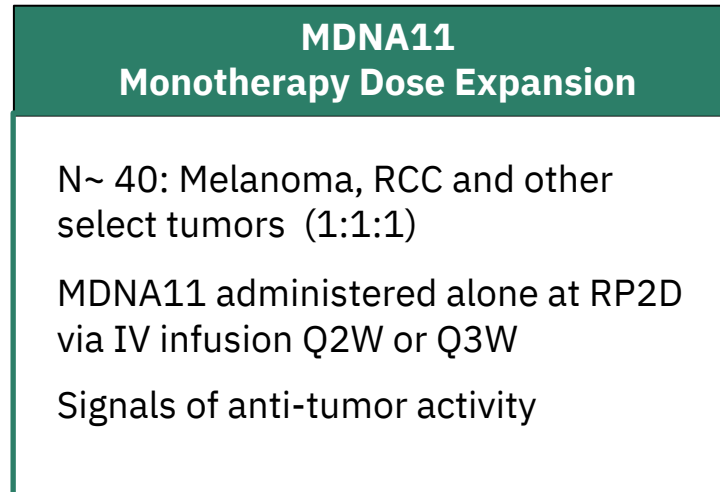 MDNA11
Monotherapy Dose Expansion
N~ 40: Melanoma, RCC and other
select tumors (1:1:1)
MDNA11 administered alone at RP2D
via IV infusion Q2W or Q3W
Signals of anti-tumor activity